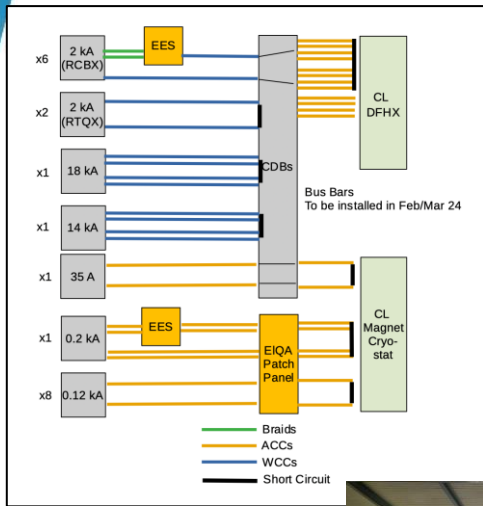 x6
2 kA
(RCBX)
EES
x2
2 kA
(RTQX)
x1
18 kA
x1
14 kA
x1
35 A
x1
0.2 kA
EES
x8
0.12 kA
CDBs
ElQA
Patch
Panel
CL
DFHX
Bus Bars
To be installed in Feb/Mar 24
CL
Magnet
Cryo-
stat
Braids
ACCs
WCCs
Short Circuit